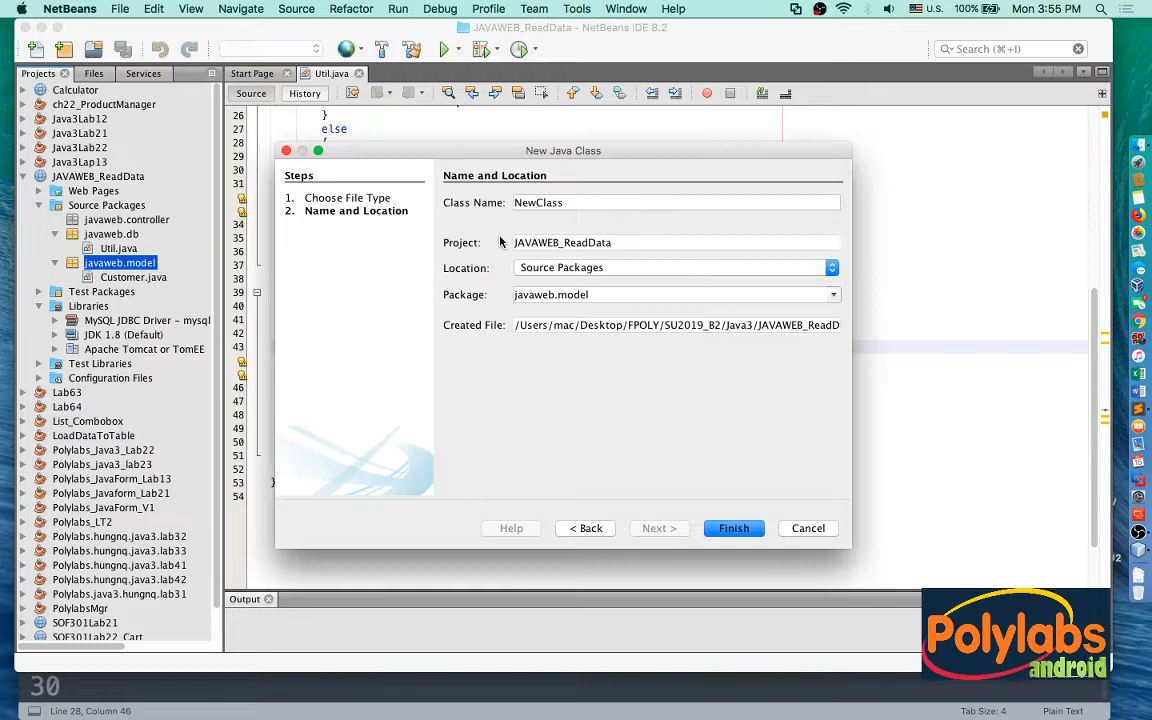 NetBeans File Edit View Navigate Source Refactor Run Debug Profile Team Tools Window Help U.S. 100% Mon 3:55 PM
JAVAWEB_ReadData - NetBeans IDE 8.2
Search (⌘+I)
Projects Files Services Start Page Util.java
Source History
Calculator
ch22_ProductManager
Java3Lab12
Java3Lab21
Java3Lab22
Java3Lap13
JAVAWEB_ReadData
Web Pages
Source Packages
javaweb.controller
javaweb.db
Util.java
javaweb.model
Customer.java
Test Packages
Libraries
MySQL JDBC Driver - mysql
JDK 1.8 (Default)
Apache Tomcat or TomEE
Test Libraries
Configuration Files
Lab63
Lab64
List_Combobox
LoadDataToTable
Polylabs_Java3_Lab22
Polylabs_java3_lab23
Polylabs_JavaForm_Lab13
Polylabs_Javaform_Lab21
Polylabs_JavaForm_V1
Polylabs_LT2
Polylabs.hungnq.java3.lab32
Polylabs.hungnq.java3.lab33
Polylabs.hungnq.java3.lab41
Polylabs.hungnq.java3.lab42
Polylabs.java3.hungnq.lab31
PolylabsMgr
SOF301Lab21
SOF301Lab22_Cart
26 }
27 else
28 {
29
30
31
34
35
36
37
38
39
40
41
42
43
46
47
48
49
50
51
52
53 }
54
New Java Class
Steps
1. Choose File Type
2. Name and Location
Name and Location
Class Name: NewClass
Project: JAVAWEB_ReadData
Location: Source Packages
Package: javaweb.model
Created File: /Users/mac/Desktop/FPOLY/SU2019_B2/Java3/JAVAWEB_ReadD
Help < Back Next > Finish Cancel
Output
Polylabs
android
30
Line 28, Column 46 Tab Size: 4 Plain Text